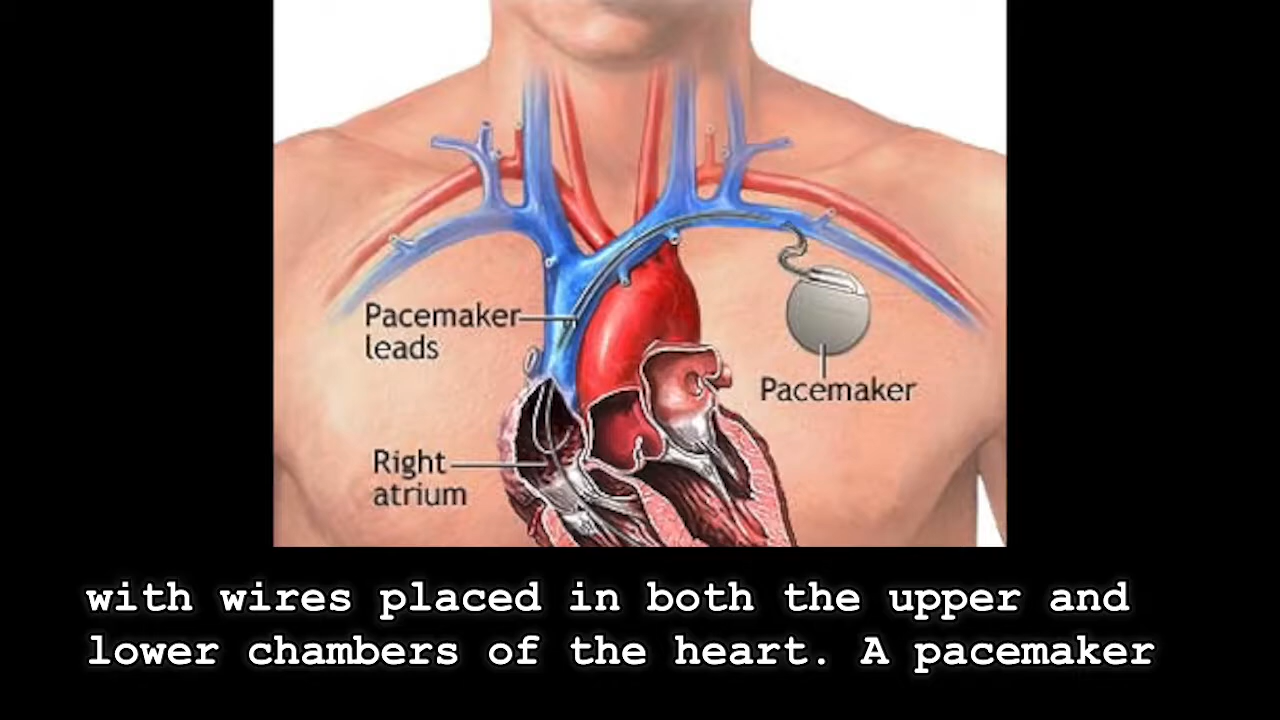 Pacemaker
leads
Pacemaker
Right
atrium
with wires placed in both the upper and
lower chambers of the heart. A pacemaker